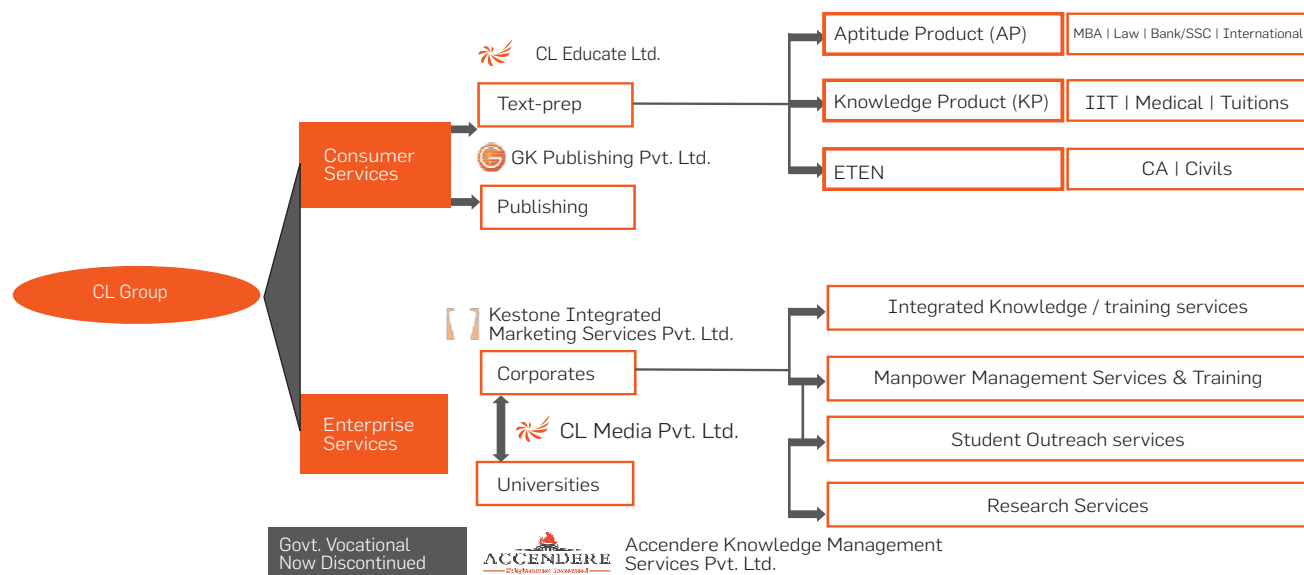 CL Educate Ltd.
Text-prep
Aptitude Product (AP)
MBA | Law | Bank/SSC | International
Knowledge Product (KP)
IIT | Medical | Tuitions
ETEN
CA | Civils
Consumer
Services
GK Publishing Pvt. Ltd.
Publishing
CL Group
Kestone Integrated
Marketing Services Pvt. Ltd.
Corporates
Integrated Knowledge / training services
Manpower Management Services & Training
Enterprise
Services
CL Media Pvt. Ltd.
Student Outreach services
Universities
Research Services
Govt. Vocational
Now Discontinued
ACCENDERE
Accendere Knowledge Management
Services Pvt. Ltd.